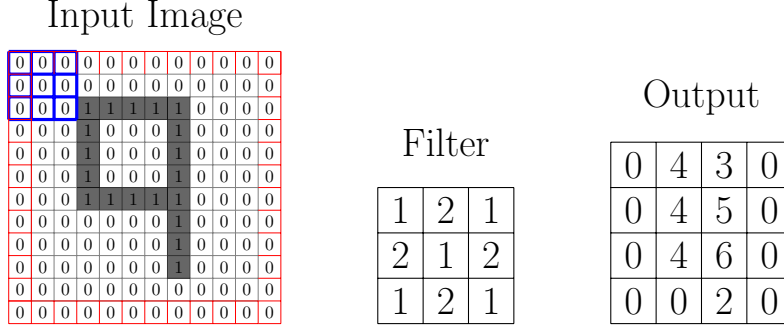 Input Image
0 0 0 0 0 0 0 0 0 0 0 0
0 0 0 0 0 0 0 0 0 0 0 0
0 0 0 1 1 1 1 1 0 0 0 0
0 0 0 1 0 0 0 1 0 0 0 0
0 0 0 1 0 0 0 1 0 0 0 0
0 0 0 1 0 0 0 1 0 0 0 0
0 0 0 1 1 1 1 1 0 0 0 0
0 0 0 0 0 0 0 1 0 0 0 0
0 0 0 0 0 0 0 1 0 0 0 0
0 0 0 0 0 0 0 1 0 0 0 0
0 0 0 0 0 0 0 0 0 0 0 0
0 0 0 0 0 0 0 0 0 0 0 0
Filter
1 2 1
2 1 2
1 2 1
Output
0 4 3 0
0 4 5 0
0 4 6 0
0 0 2 0